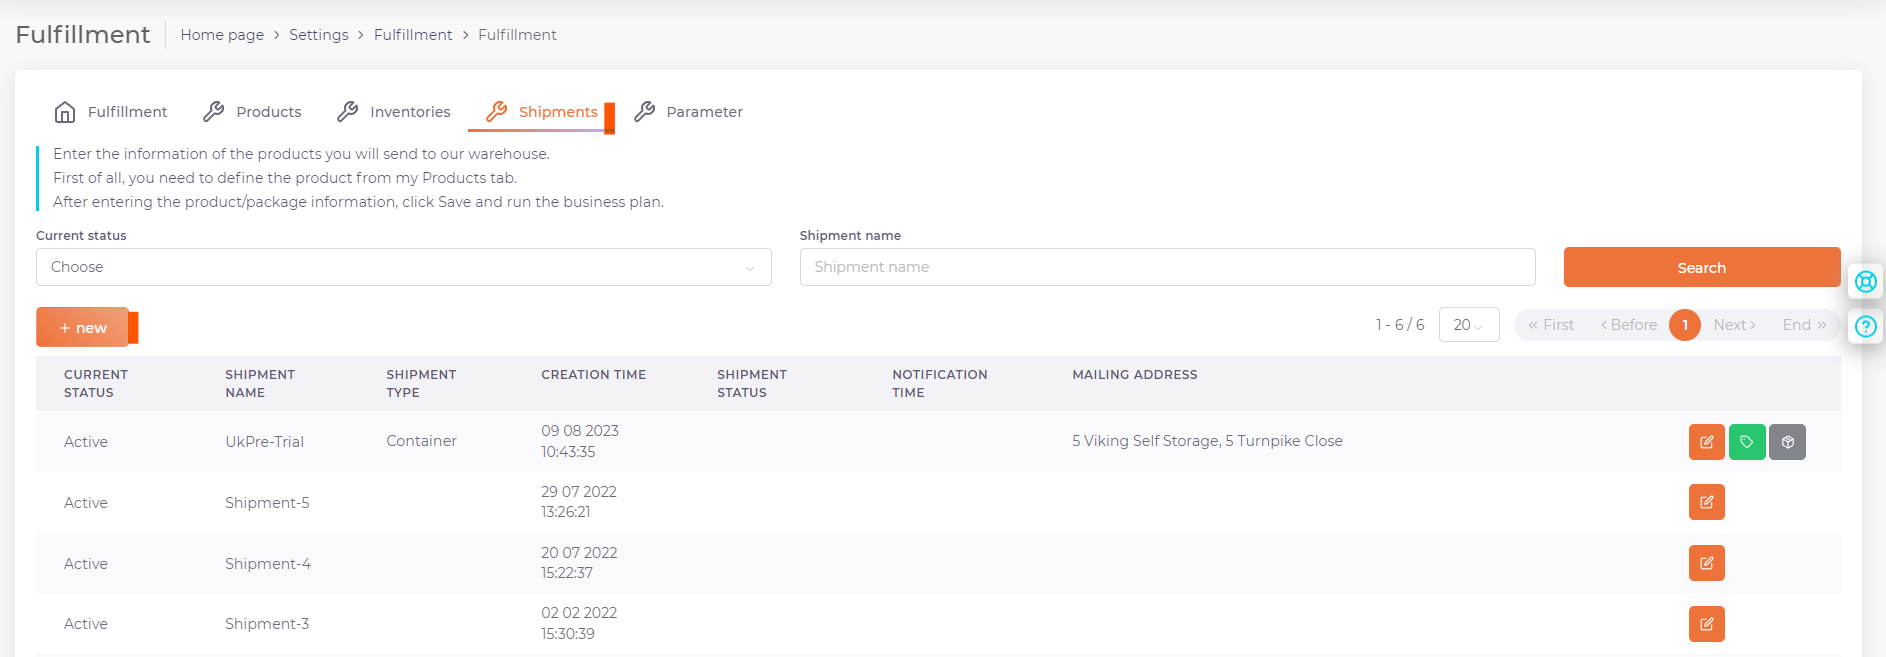 Fulfillment
Home page > Settings > Fulfillment > Fulfillment
Fulfillment Products Inventories Shipments Parameter
Enter the information of the products you will send to our warehouse.
First of all, you need to define the product from my Products tab.
After entering the product/package information, click Save and run the business plan.
Current status Shipment name
Choose Shipment name Search
+ new 1 - 6 / 6 20 « First < Before 1 Next > End »
CURRENT STATUS SHIPMENT NAME SHIPMENT TYPE CREATION TIME SHIPMENT STATUS NOTIFICATION TIME MAILING ADDRESS
Active UkPre-Trial Container 09 08 2023 10:43:35 5 Viking Self Storage, 5 Turnpike Close
Active Shipment-5 29 07 2022 13:26:21
Active Shipment-4 20 07 2022 15:22:37
Active Shipment-3 02 02 2022 15:30:39